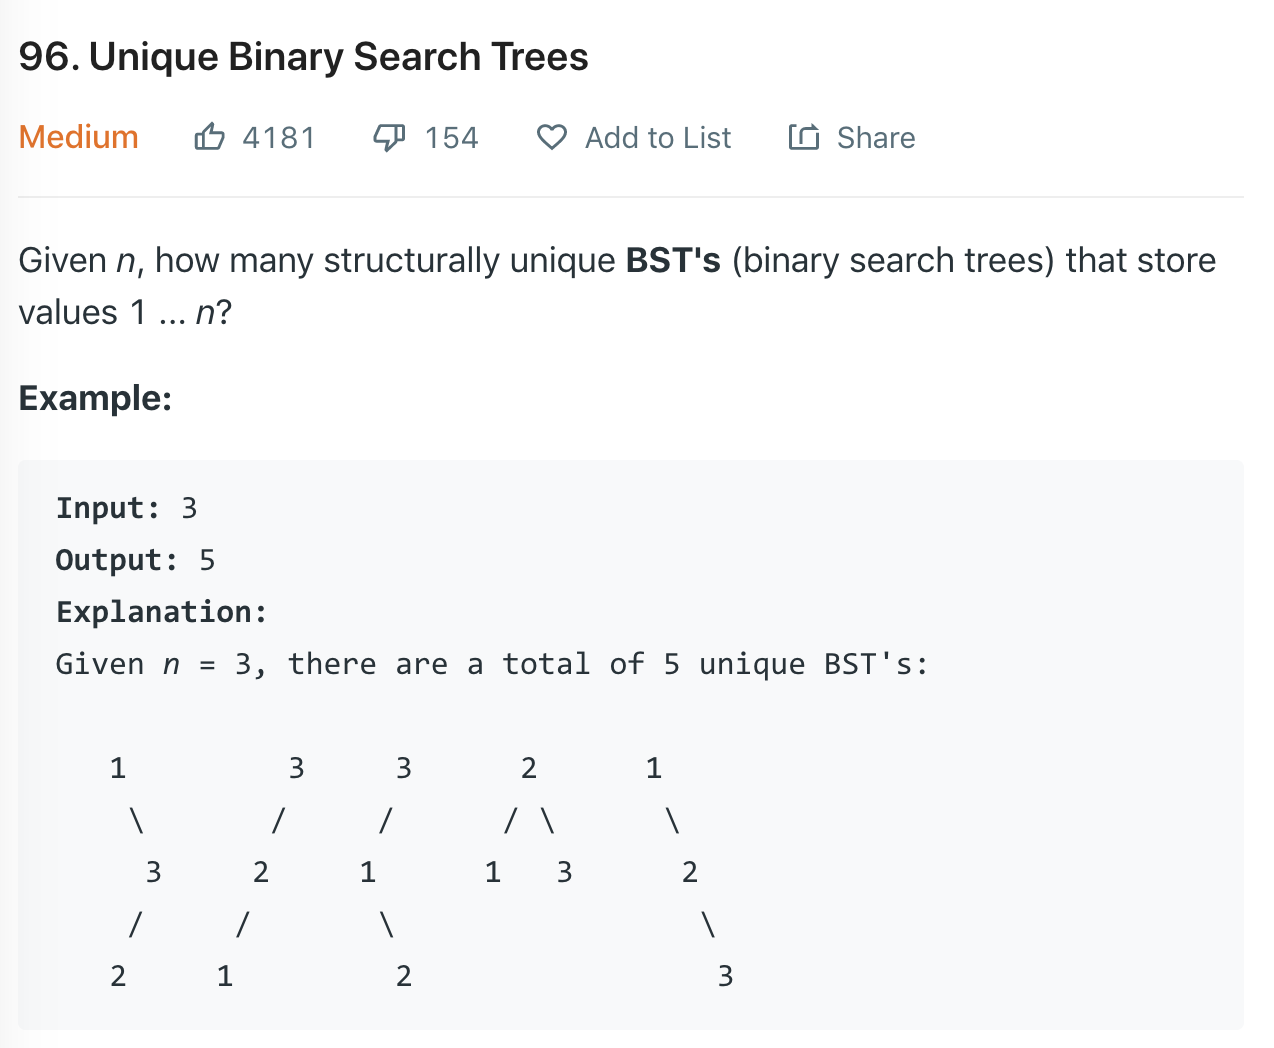 96. Unique Binary Search Trees
Medium 4181 154 Add to List Share
Given n, how many structurally unique BST's (binary search trees) that store
values 1 ... n?
Example:
Input: 3
Output: 5
Explanation:
Given n = 3, there are a total of 5 unique BST's:
   1         3     3      2      1
    \       /     /      / \      \
     3     2     1      1   3      2
    /     /       \                 \
   2     1         2                 3